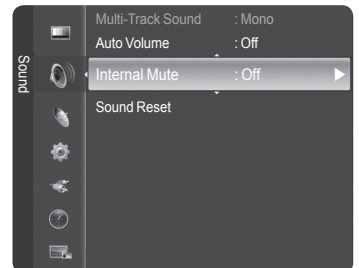 Sound
Multi-Track Sound : Mono
Auto Volume : Off
Internal Mute : Off
Sound Reset